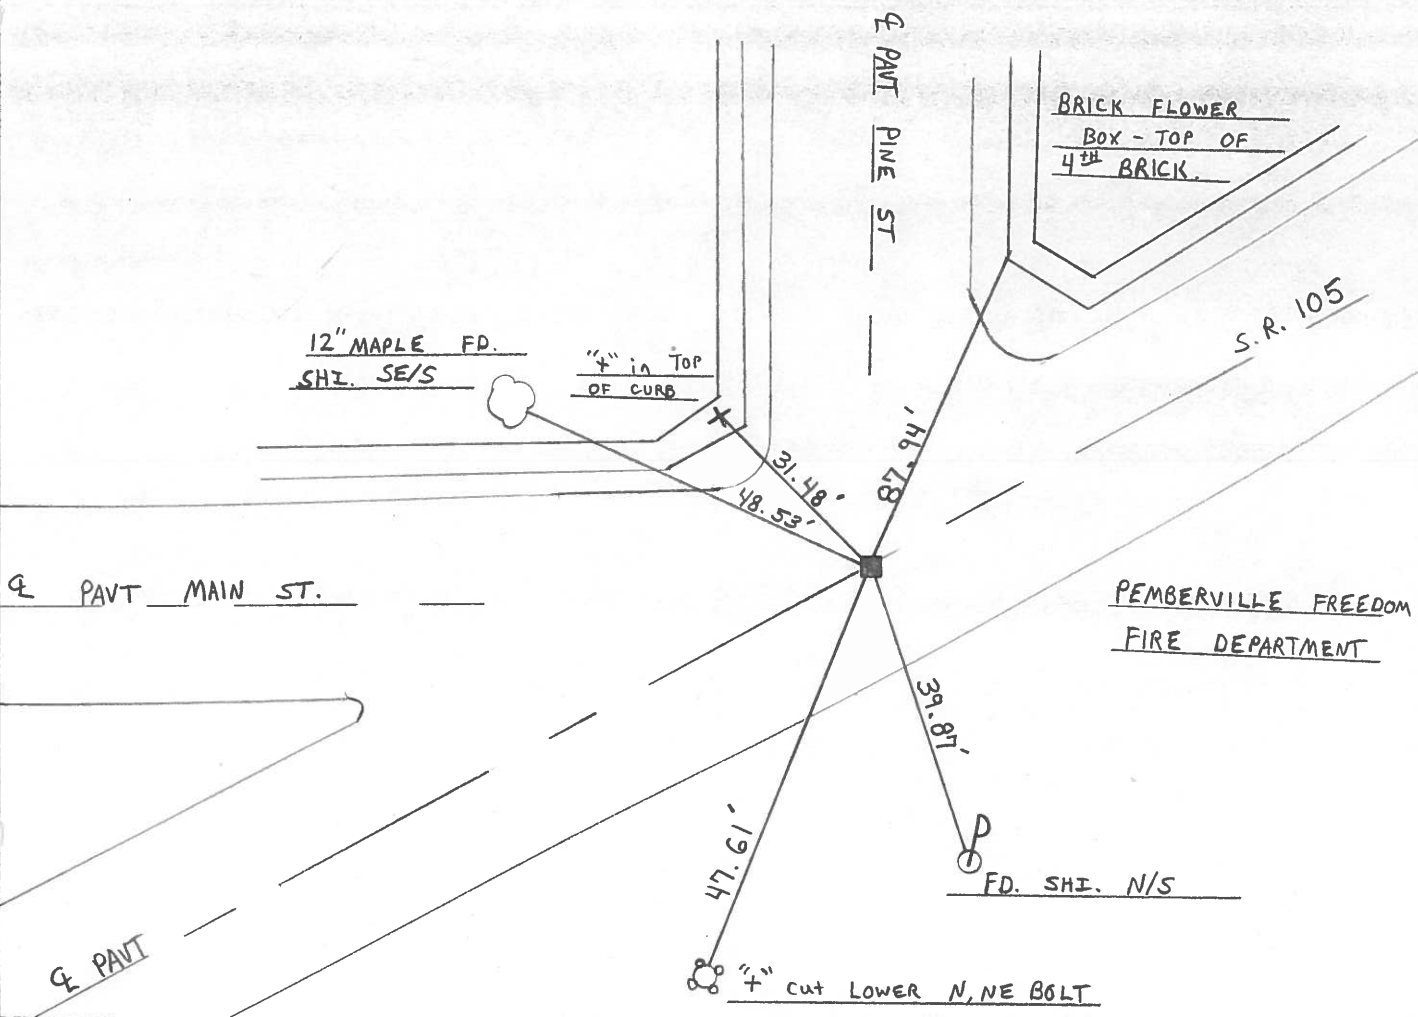 ℄ PAVT PINE ST
BRICK FLOWER
BOX - TOP OF
4TH BRICK.
S.R. 105
12" MAPLE FD.
SHI. SE/S
"+" in TOP
OF CURB
31.48'
48.53'
87.94'
℄ PAVT MAIN ST.
PEMBERVILLE FREEDOM
FIRE DEPARTMENT
39.87'
47.61'
P
FD. SHI. N/S
℄ PAVT
"+" cut LOWER N, NE BOLT